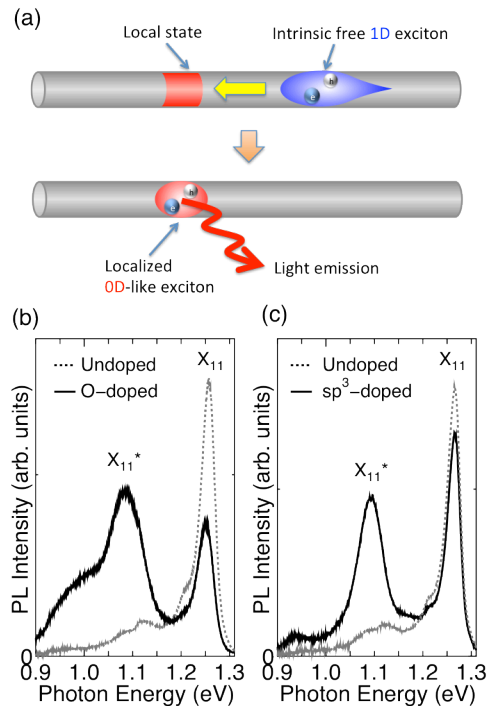 (a)
Local state
Intrinsic free 1D exciton
h
e
h
e
Localized
0D-like exciton
Light emission
(b)
PL Intensity (arb. units)
Undoped
O-doped
X11
X11*
0
0.9 1.0 1.1 1.2 1.3
Photon Energy (eV)
(c)
PL Intensity (arb. units)
Undoped
sp3-doped
X11
X11*
0
0.9 1.0 1.1 1.2 1.3
Photon Energy (eV)